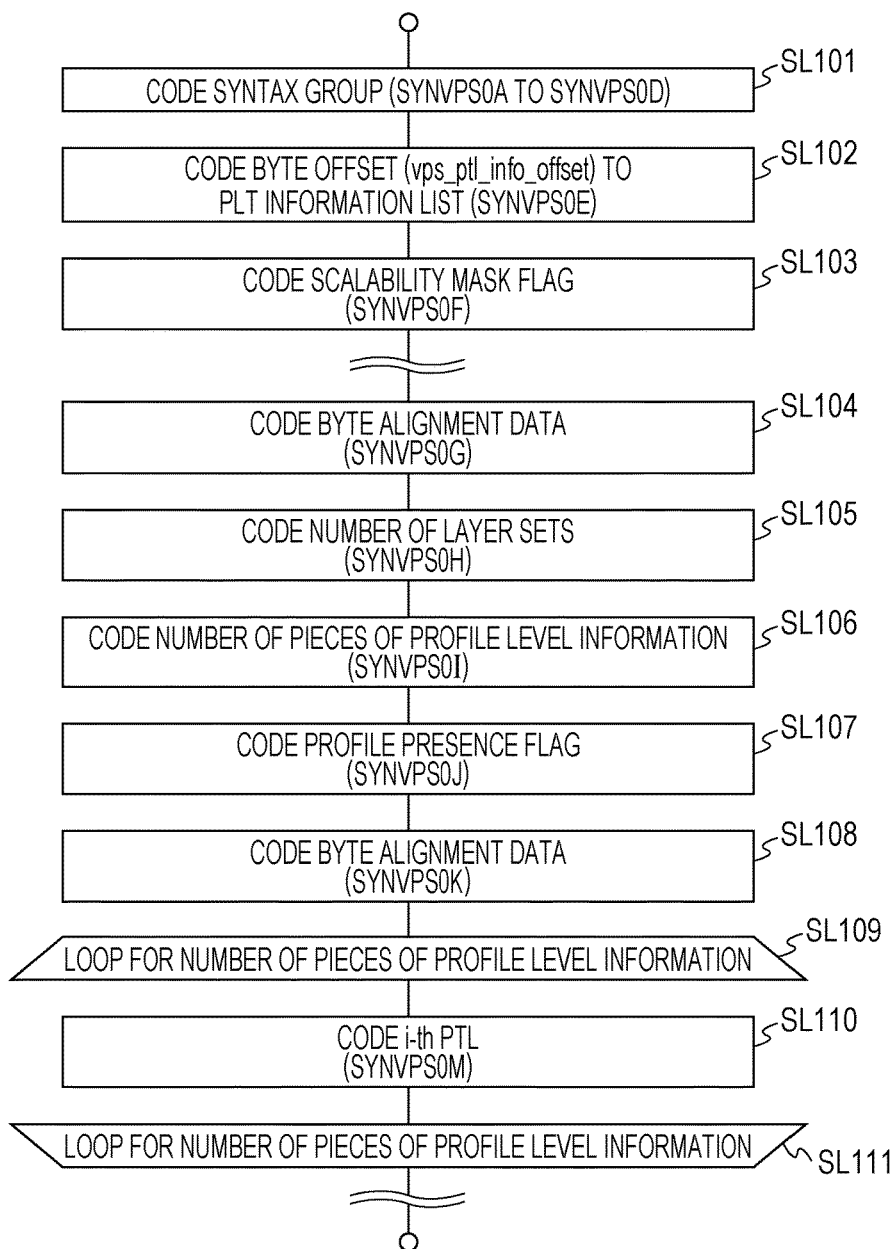 SL101
CODE SYNTAX GROUP (SYNVPS0A TO SYNVPS0D)
SL102
CODE BYTE OFFSET (vps_ptl_info_offset) TO
PLT INFORMATION LIST (SYNVPS0E)
SL103
CODE SCALABILITY MASK FLAG
(SYNVPS0F)
SL104
CODE BYTE ALIGNMENT DATA
(SYNVPS0G)
SL105
CODE NUMBER OF LAYER SETS
(SYNVPS0H)
SL106
CODE NUMBER OF PIECES OF PROFILE LEVEL INFORMATION
(SYNVPS0I)
SL107
CODE PROFILE PRESENCE FLAG
(SYNVPS0J)
SL108
CODE BYTE ALIGNMENT DATA
(SYNVPS0K)
SL109
LOOP FOR NUMBER OF PIECES OF PROFILE LEVEL INFORMATION
SL110
CODE i-th PTL
(SYNVPS0M)
LOOP FOR NUMBER OF PIECES OF PROFILE LEVEL INFORMATION
SL111